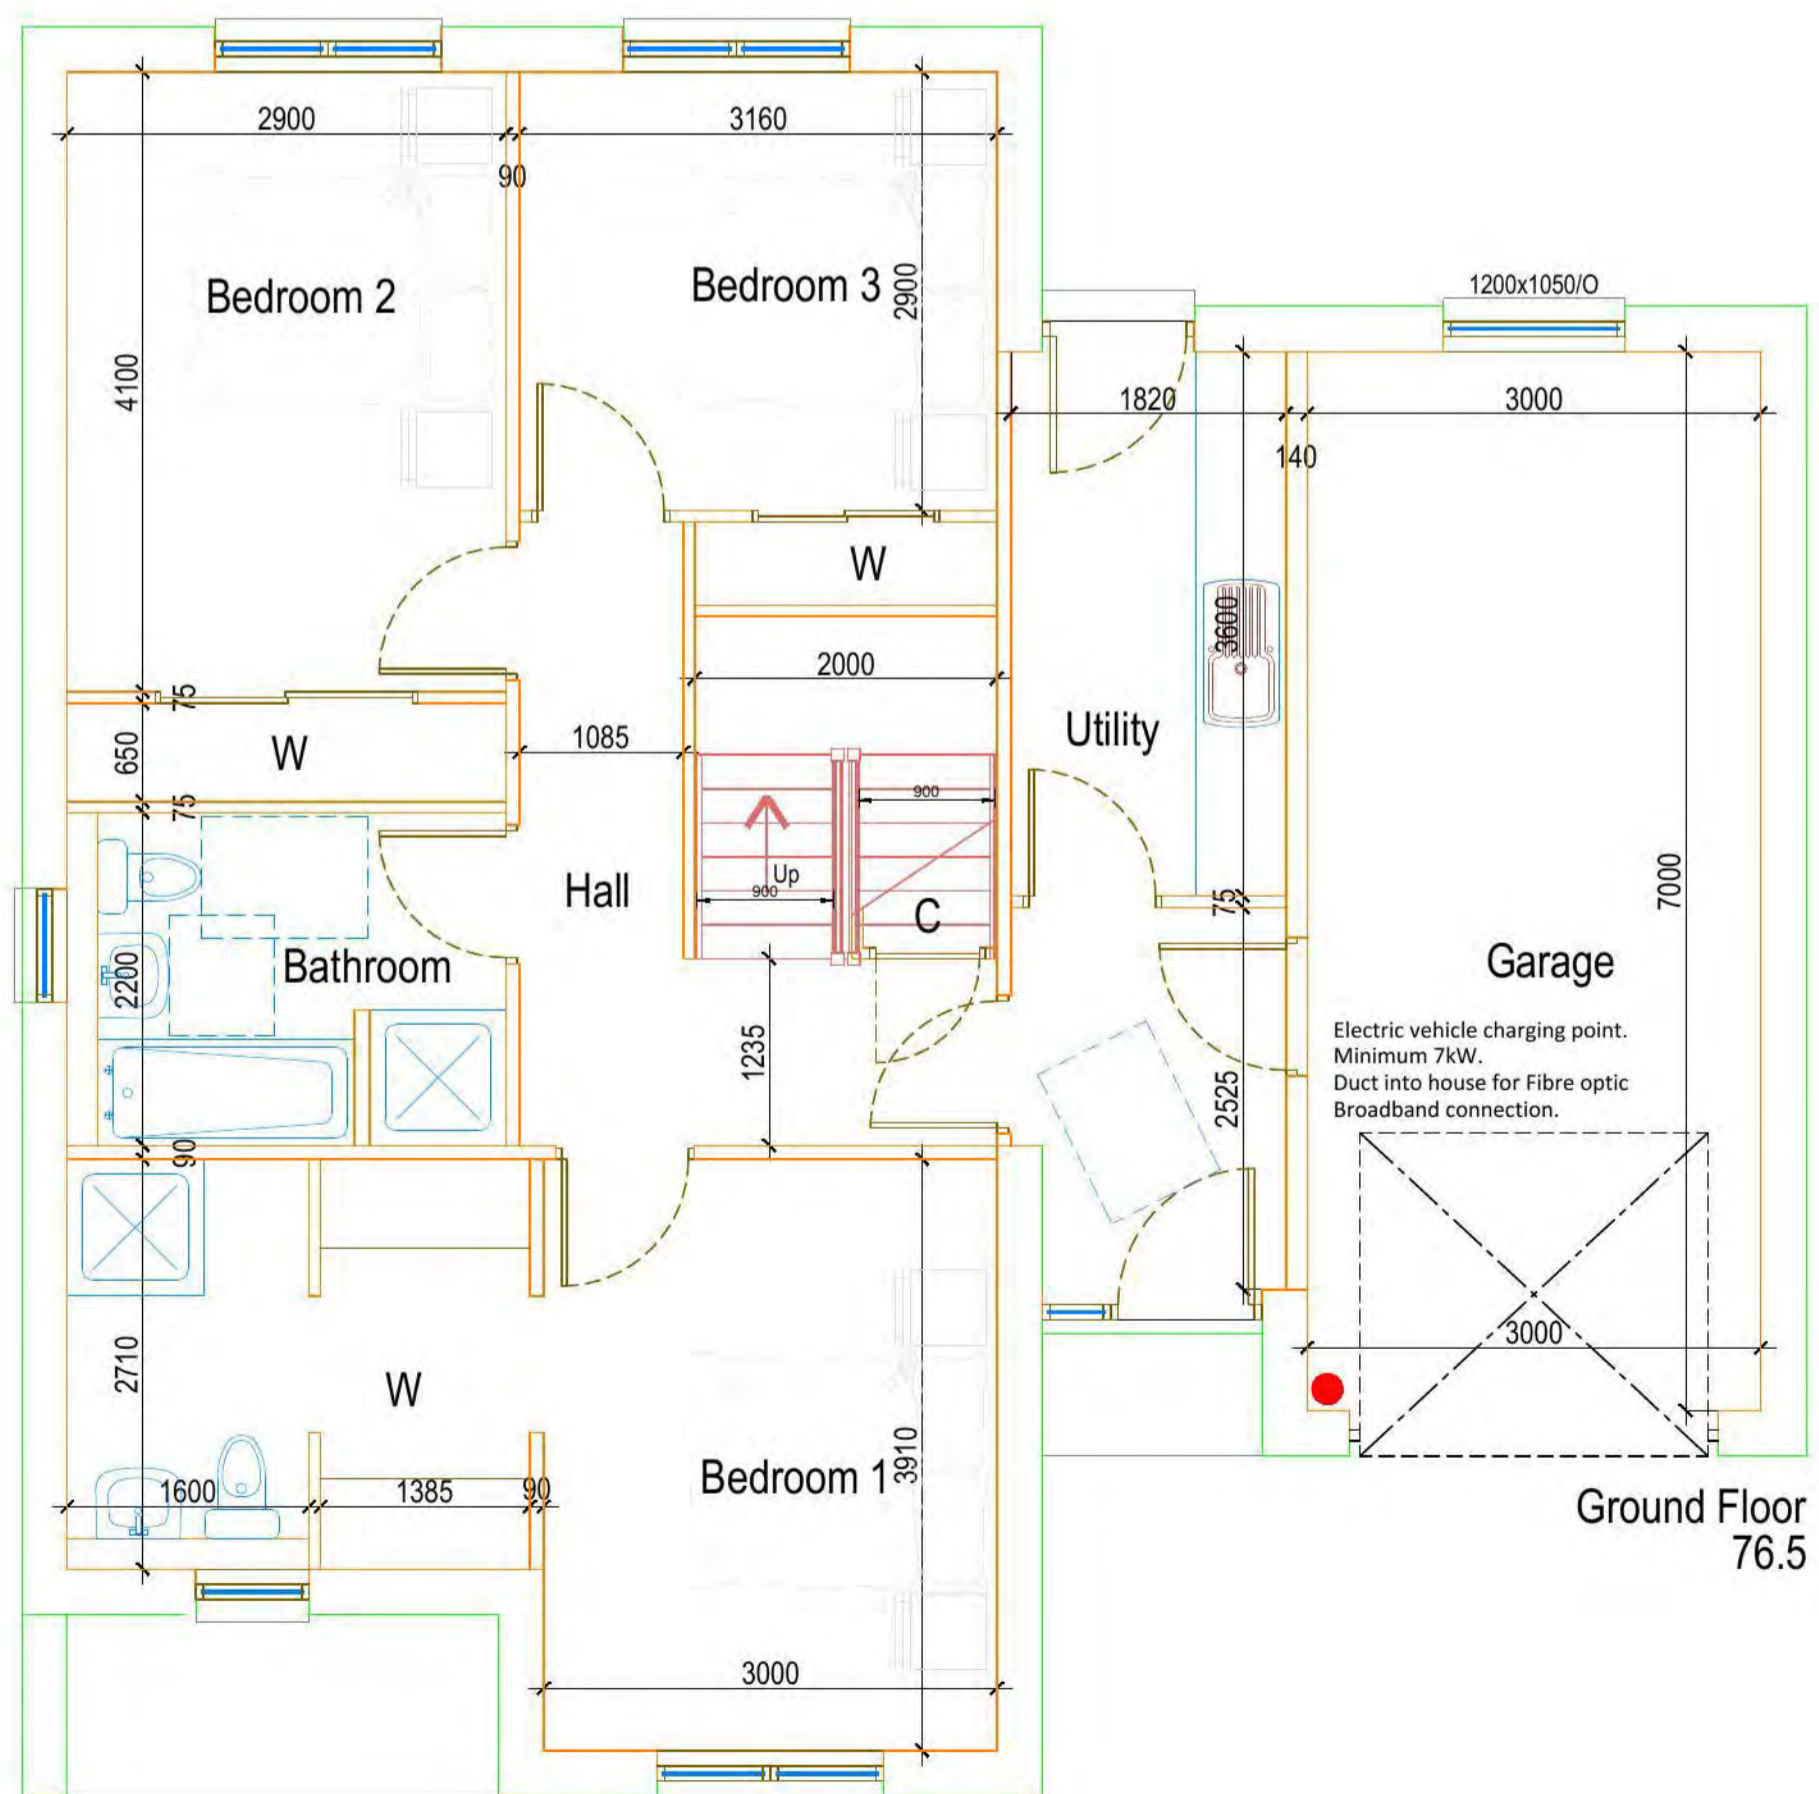 2900
3160
90
Bedroom 2
Bedroom 3
2900
1200x1050/O
4100
1820
3000
140
W
3600
2000
75
650
W
1085
Utility
75
900
Up
900
Hall
C
75
7000
Bathroom
2200
Garage
1235
2525
Electric vehicle charging point.
Minimum 7kW.
Duct into house for Fibre optic
Broadband connection.
90
3000
2710
W
Bedroom 1
3910
1600
1385
90
Ground Floor
76.5
3000